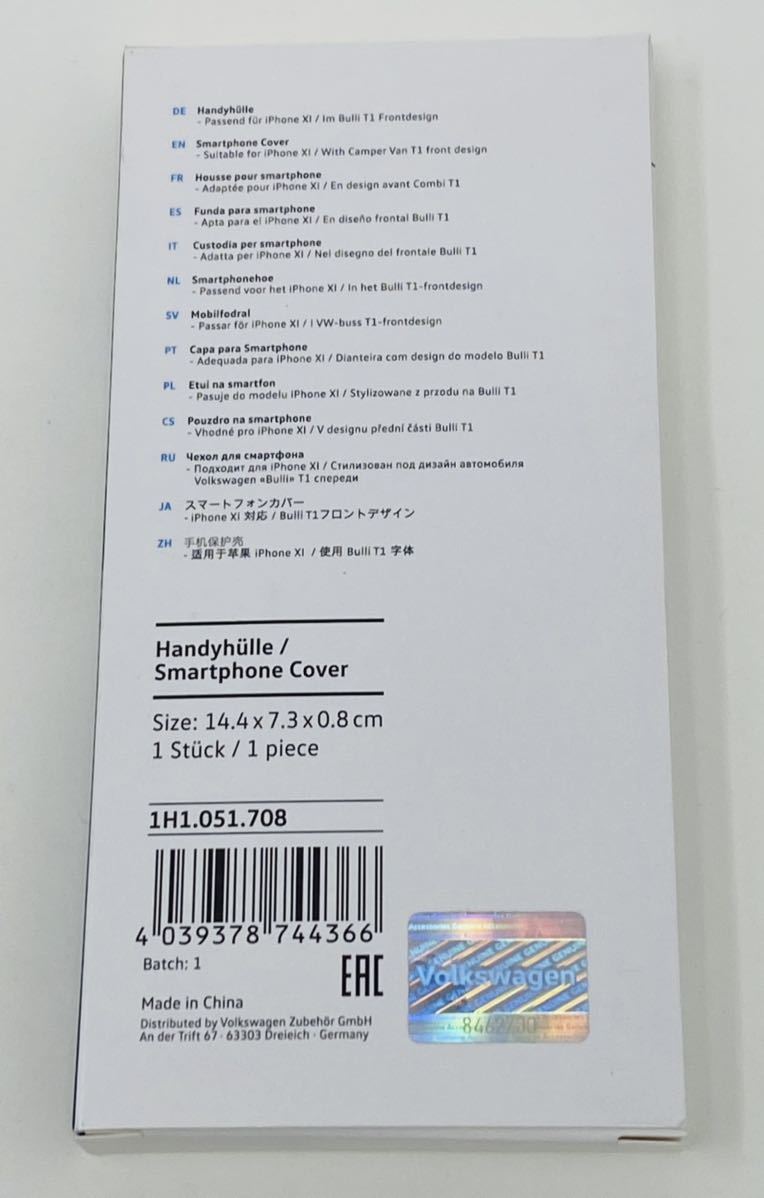 DE Handyhülle
- Passend für iPhone XI / Im Bulli T1 Frontdesign
EN Smartphone Cover
- Suitable for iPhone XI / With Camper Van T1 front design
FR Housse pour smartphone
- Adaptée pour iPhone XI / En design avant Combi T1
ES Funda para smartphone
- Apta para el iPhone XI / En diseño frontal Bulli T1
IT Custodia per smartphone
- Adatta per iPhone XI / Nel disegno del frontale Bulli T1
NL Smartphonehoe
- Passend voor het iPhone XI / In het Bulli T1-frontdesign
SV Mobilfodral
- Passar för iPhone XI / I VW-buss T1-frontdesign
PT Capa para Smartphone
- Adequada para iPhone XI / Dianteira com design do modelo Bulli T1
PL Etui na smartfon
- Pasuje do modelu iPhone XI / Stylizowane z przodu na Bulli T1
CS Pouzdro na smartphone
- Vhodné pro iPhone XI / V designu přední části Bulli T1
RU Чехол для смартфона
- Подходит для iPhone XI / Стилизован под дизайн автомобиля
Volkswagen «Bulli» T1 спереди
JA スマートフォンカバー
- iPhone XI 対応 / Bulli T1フロントデザイン
ZH 手机保护壳
- 适用于苹果 iPhone XI / 使用 Bulli T1 字体
Handyhülle /
Smartphone Cover
Size: 14.4 x 7.3 x 0.8 cm
1 Stück / 1 piece
1H1.051.708
4 039378 744366
Batch: 1
EAC
Made in China
Distributed by Volkswagen Zubehör GmbH
An der Trift 67 · 63303 Dreieich · Germany
Volkswagen